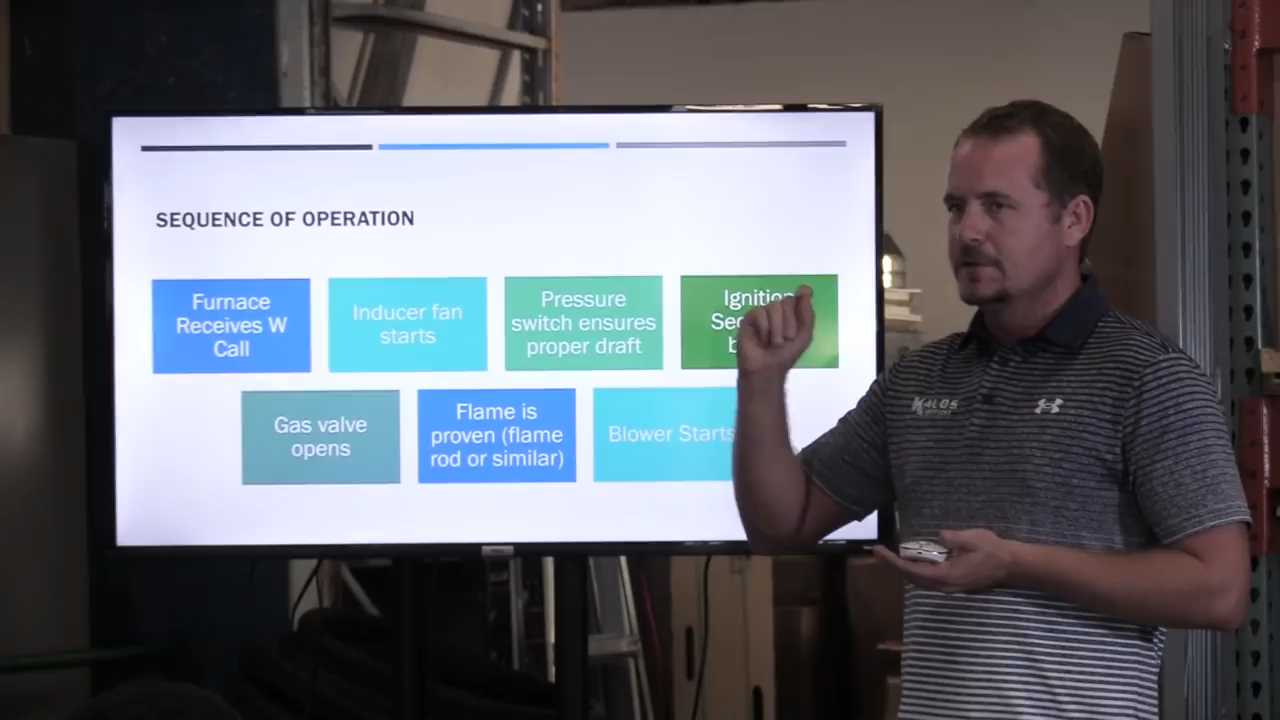 SEQUENCE OF OPERATION
Furnace
Receives W
Call
Inducer fan
starts
Pressure
switch ensures
proper draft
Gas valve
opens
Flame is
proven (flame
rod or similar)
Blower Starts
KALOS